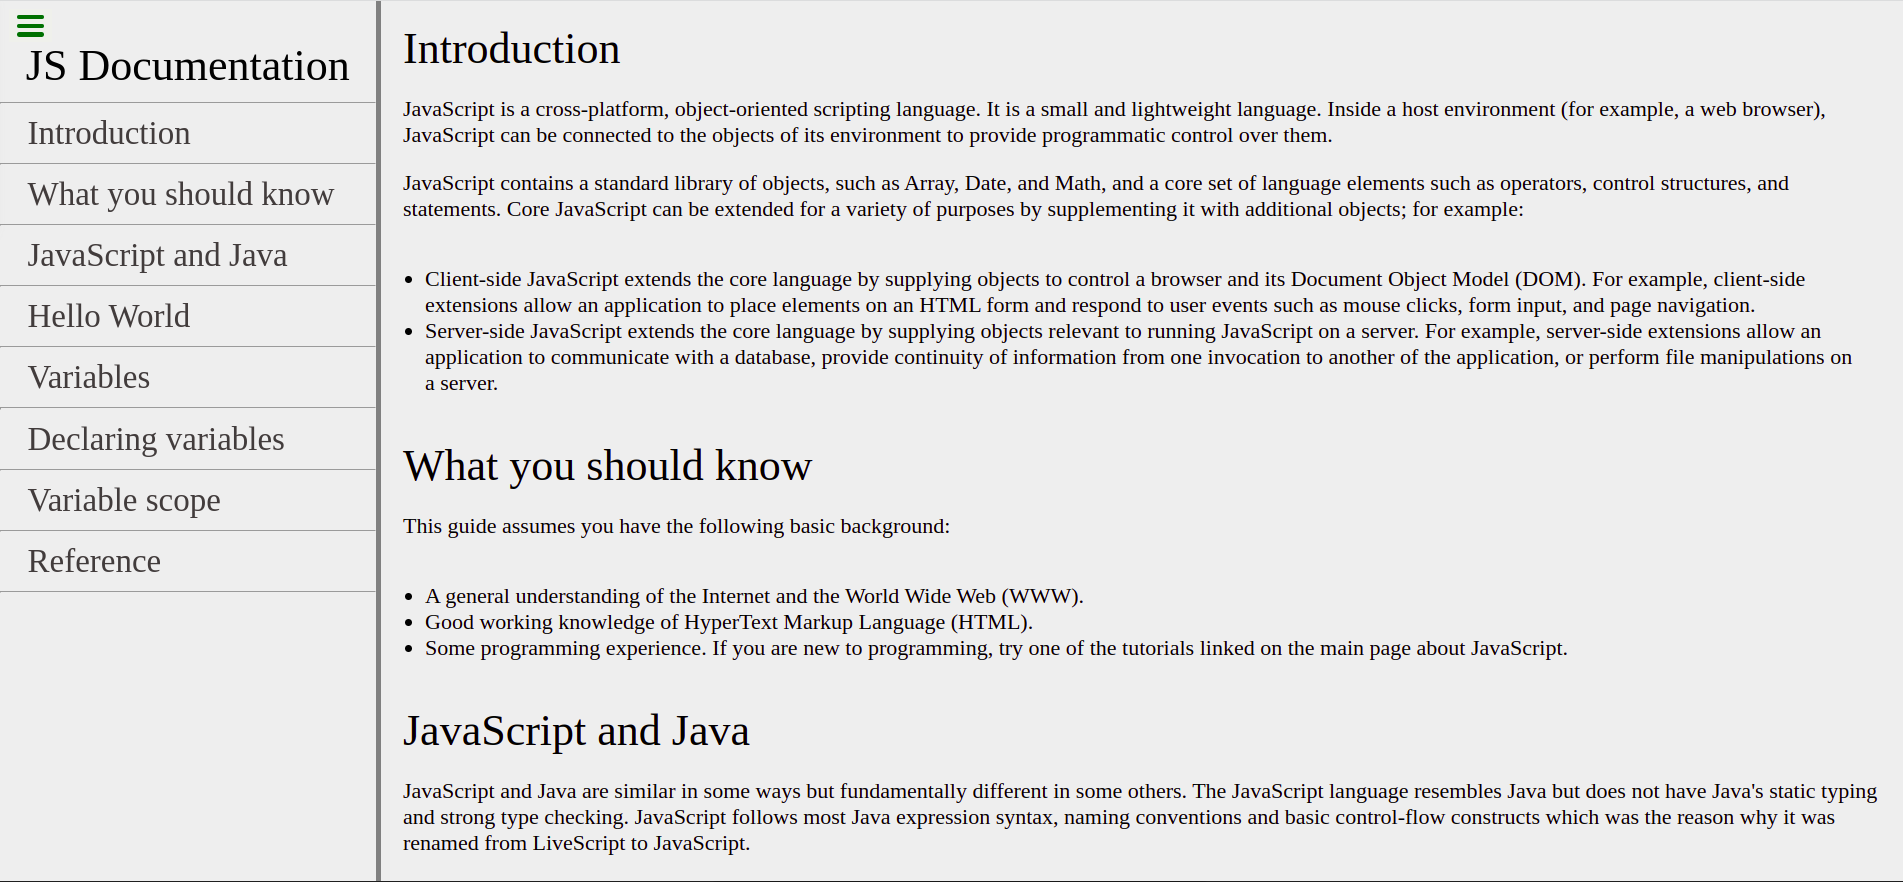 JS Documentation
Introduction
What you should know
JavaScript and Java
Hello World
Variables
Declaring variables
Variable scope
Reference
Introduction
JavaScript is a cross-platform, object-oriented scripting language. It is a small and lightweight language. Inside a host environment (for example, a web browser),
JavaScript can be connected to the objects of its environment to provide programmatic control over them.
JavaScript contains a standard library of objects, such as Array, Date, and Math, and a core set of language elements such as operators, control structures, and
statements. Core JavaScript can be extended for a variety of purposes by supplementing it with additional objects; for example:
• Client-side JavaScript extends the core language by supplying objects to control a browser and its Document Object Model (DOM). For example, client-side
extensions allow an application to place elements on an HTML form and respond to user events such as mouse clicks, form input, and page navigation.
• Server-side JavaScript extends the core language by supplying objects relevant to running JavaScript on a server. For example, server-side extensions allow an
application to communicate with a database, provide continuity of information from one invocation to another of the application, or perform file manipulations on
a server.
What you should know
This guide assumes you have the following basic background:
• A general understanding of the Internet and the World Wide Web (WWW).
• Good working knowledge of HyperText Markup Language (HTML).
• Some programming experience. If you are new to programming, try one of the tutorials linked on the main page about JavaScript.
JavaScript and Java
JavaScript and Java are similar in some ways but fundamentally different in some others. The JavaScript language resembles Java but does not have Java's static typing
and strong type checking. JavaScript follows most Java expression syntax, naming conventions and basic control-flow constructs which was the reason why it was
renamed from LiveScript to JavaScript.